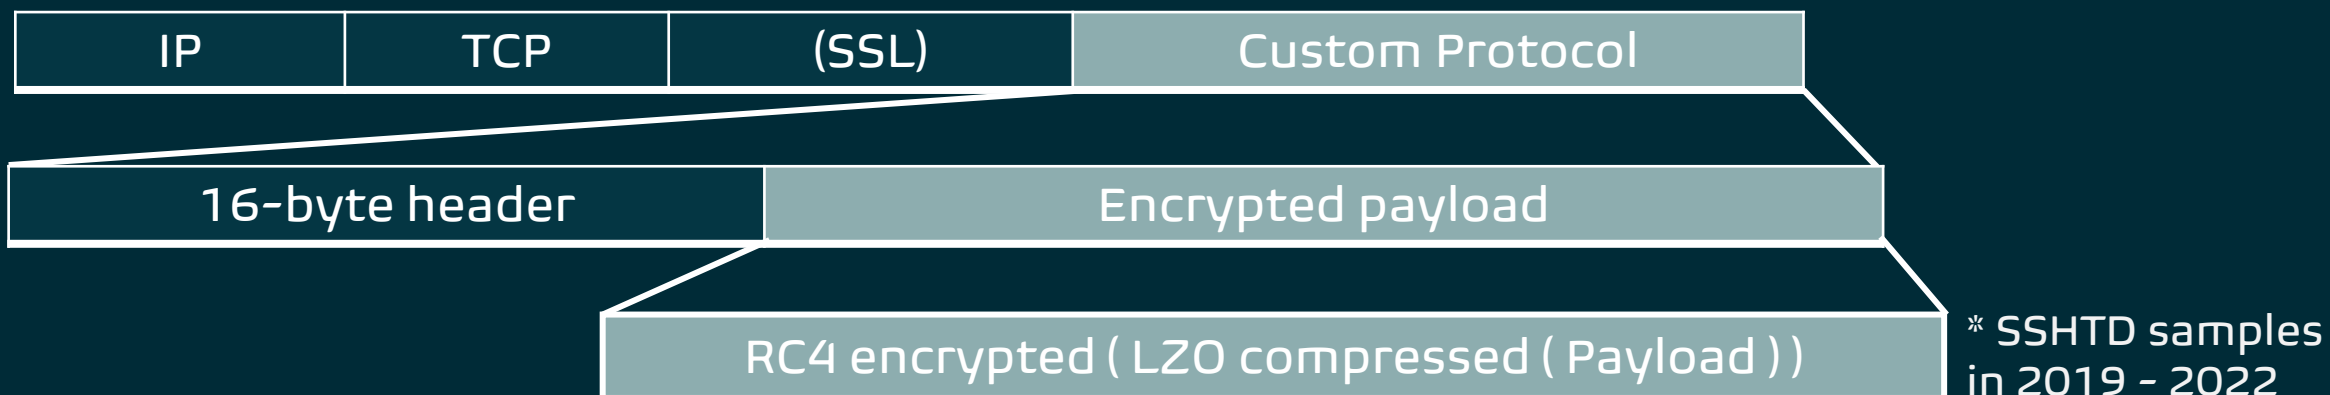 IP TCP (SSL) Custom Protocol
16-byte header Encrypted payload
RC4 encrypted ( LZO compressed ( Payload ) )
* SSHTD samples
in 2019 - 2022